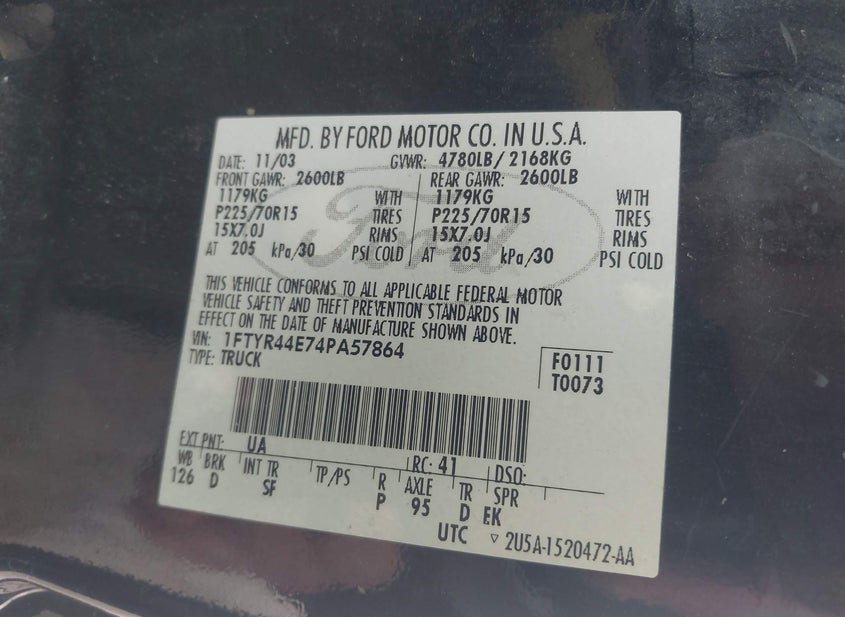 MFD. BY FORD MOTOR CO. IN U.S.A.
DATE: 11/03 GVWR: 4780LB/ 2168KG
FRONT GAWR: 2600LB REAR GAWR: 2600LB
1179KG WITH 1179KG WITH
P225/70R15 TIRES P225/70R15 TIRES
15X7.0J RIMS 15X7.0J RIMS
AT 205 kPa/30 PSI COLD AT 205 kPa/30 PSI COLD
Ford
THIS VEHICLE CONFORMS TO ALL APPLICABLE FEDERAL MOTOR
VEHICLE SAFETY AND THEFT PREVENTION STANDARDS IN
EFFECT ON THE DATE OF MANUFACTURE SHOWN ABOVE.
VIN: 1FTYR44E74PA57864
TYPE: TRUCK
F0111
T0073
EXT PNT: UA RC: 41 DSO:
WB BRK INT TR TP/PS R AXLE TR SPR
126 D SF P 95 D EK
UTC ▽ 2U5A-1520472-AA